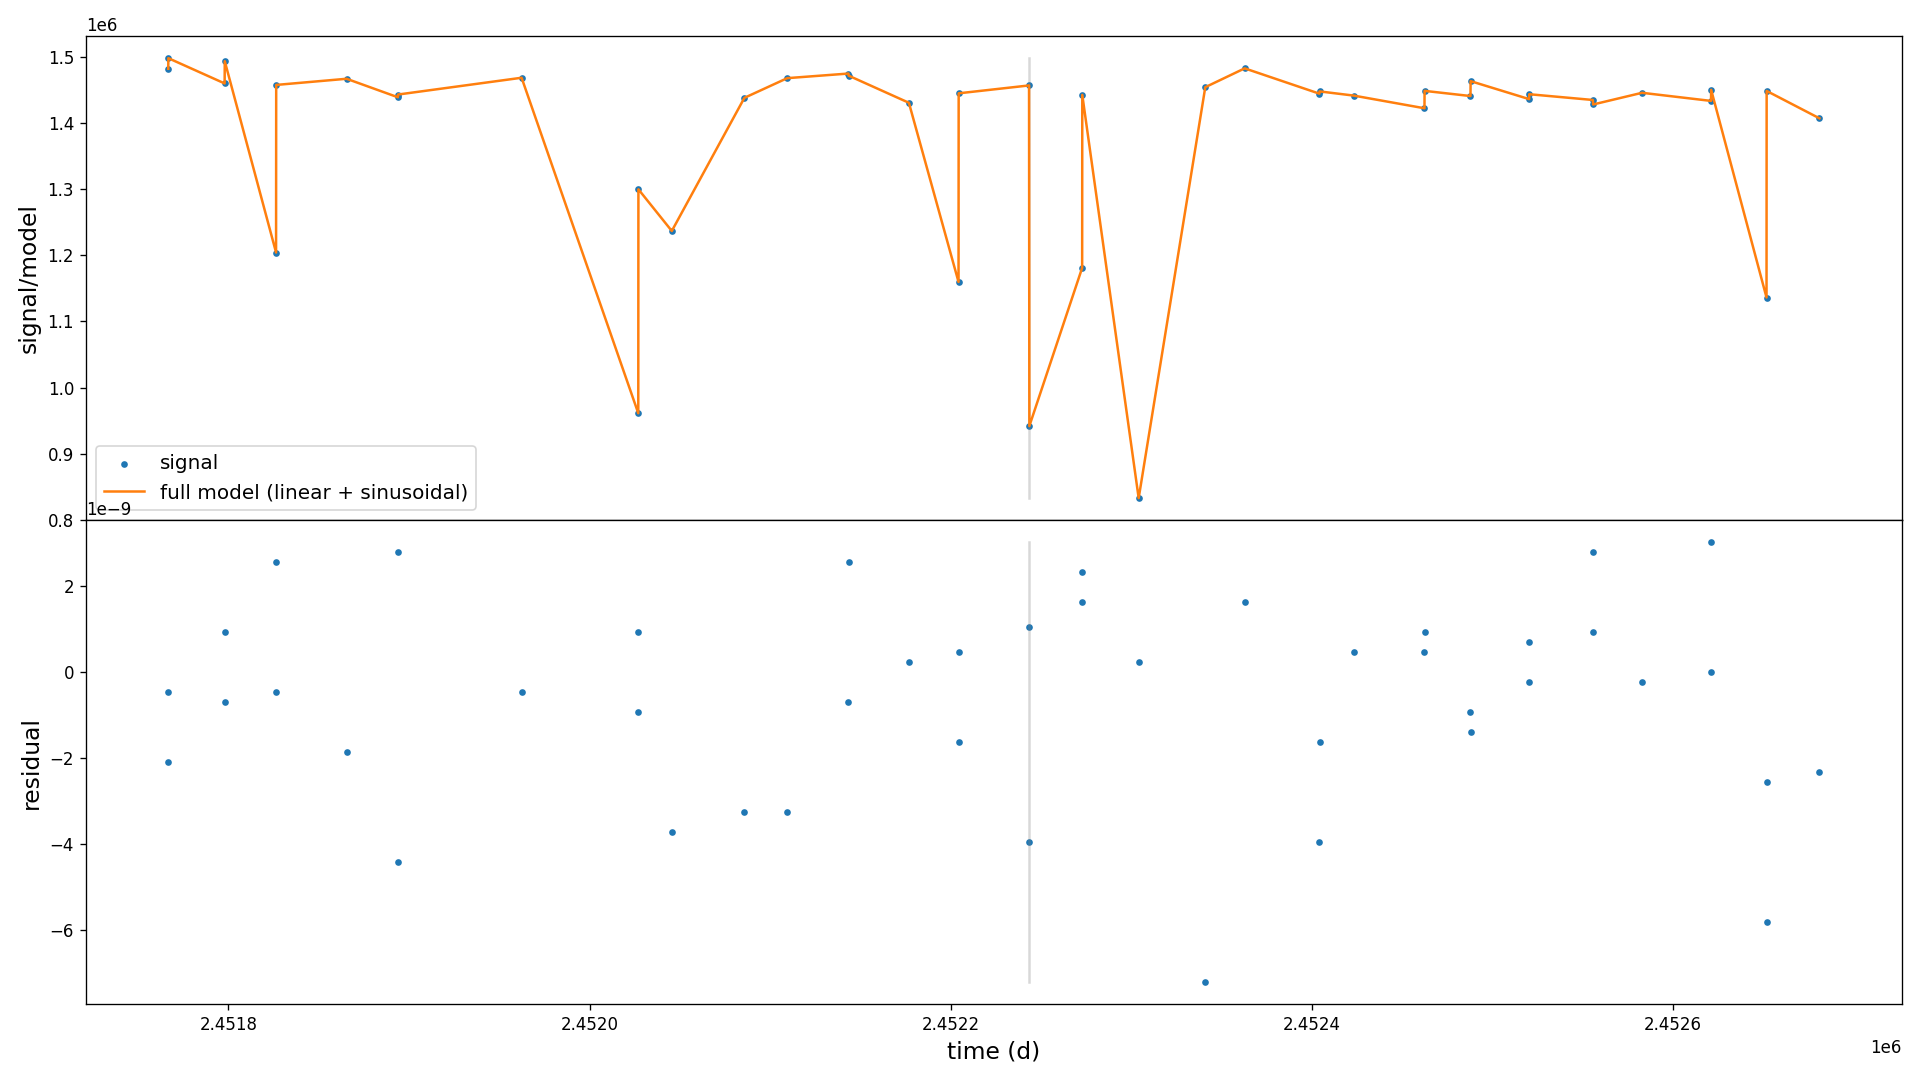 1e6
1.5
1.4
1.3
1.2
1.1
1.0
0.9
0.8
signal/model
signal
full model (linear + sinusoidal)
1e−9
2
0
−2
−4
−6
residual
2.4518
2.4520
2.4522
2.4524
2.4526
time (d)
1e6